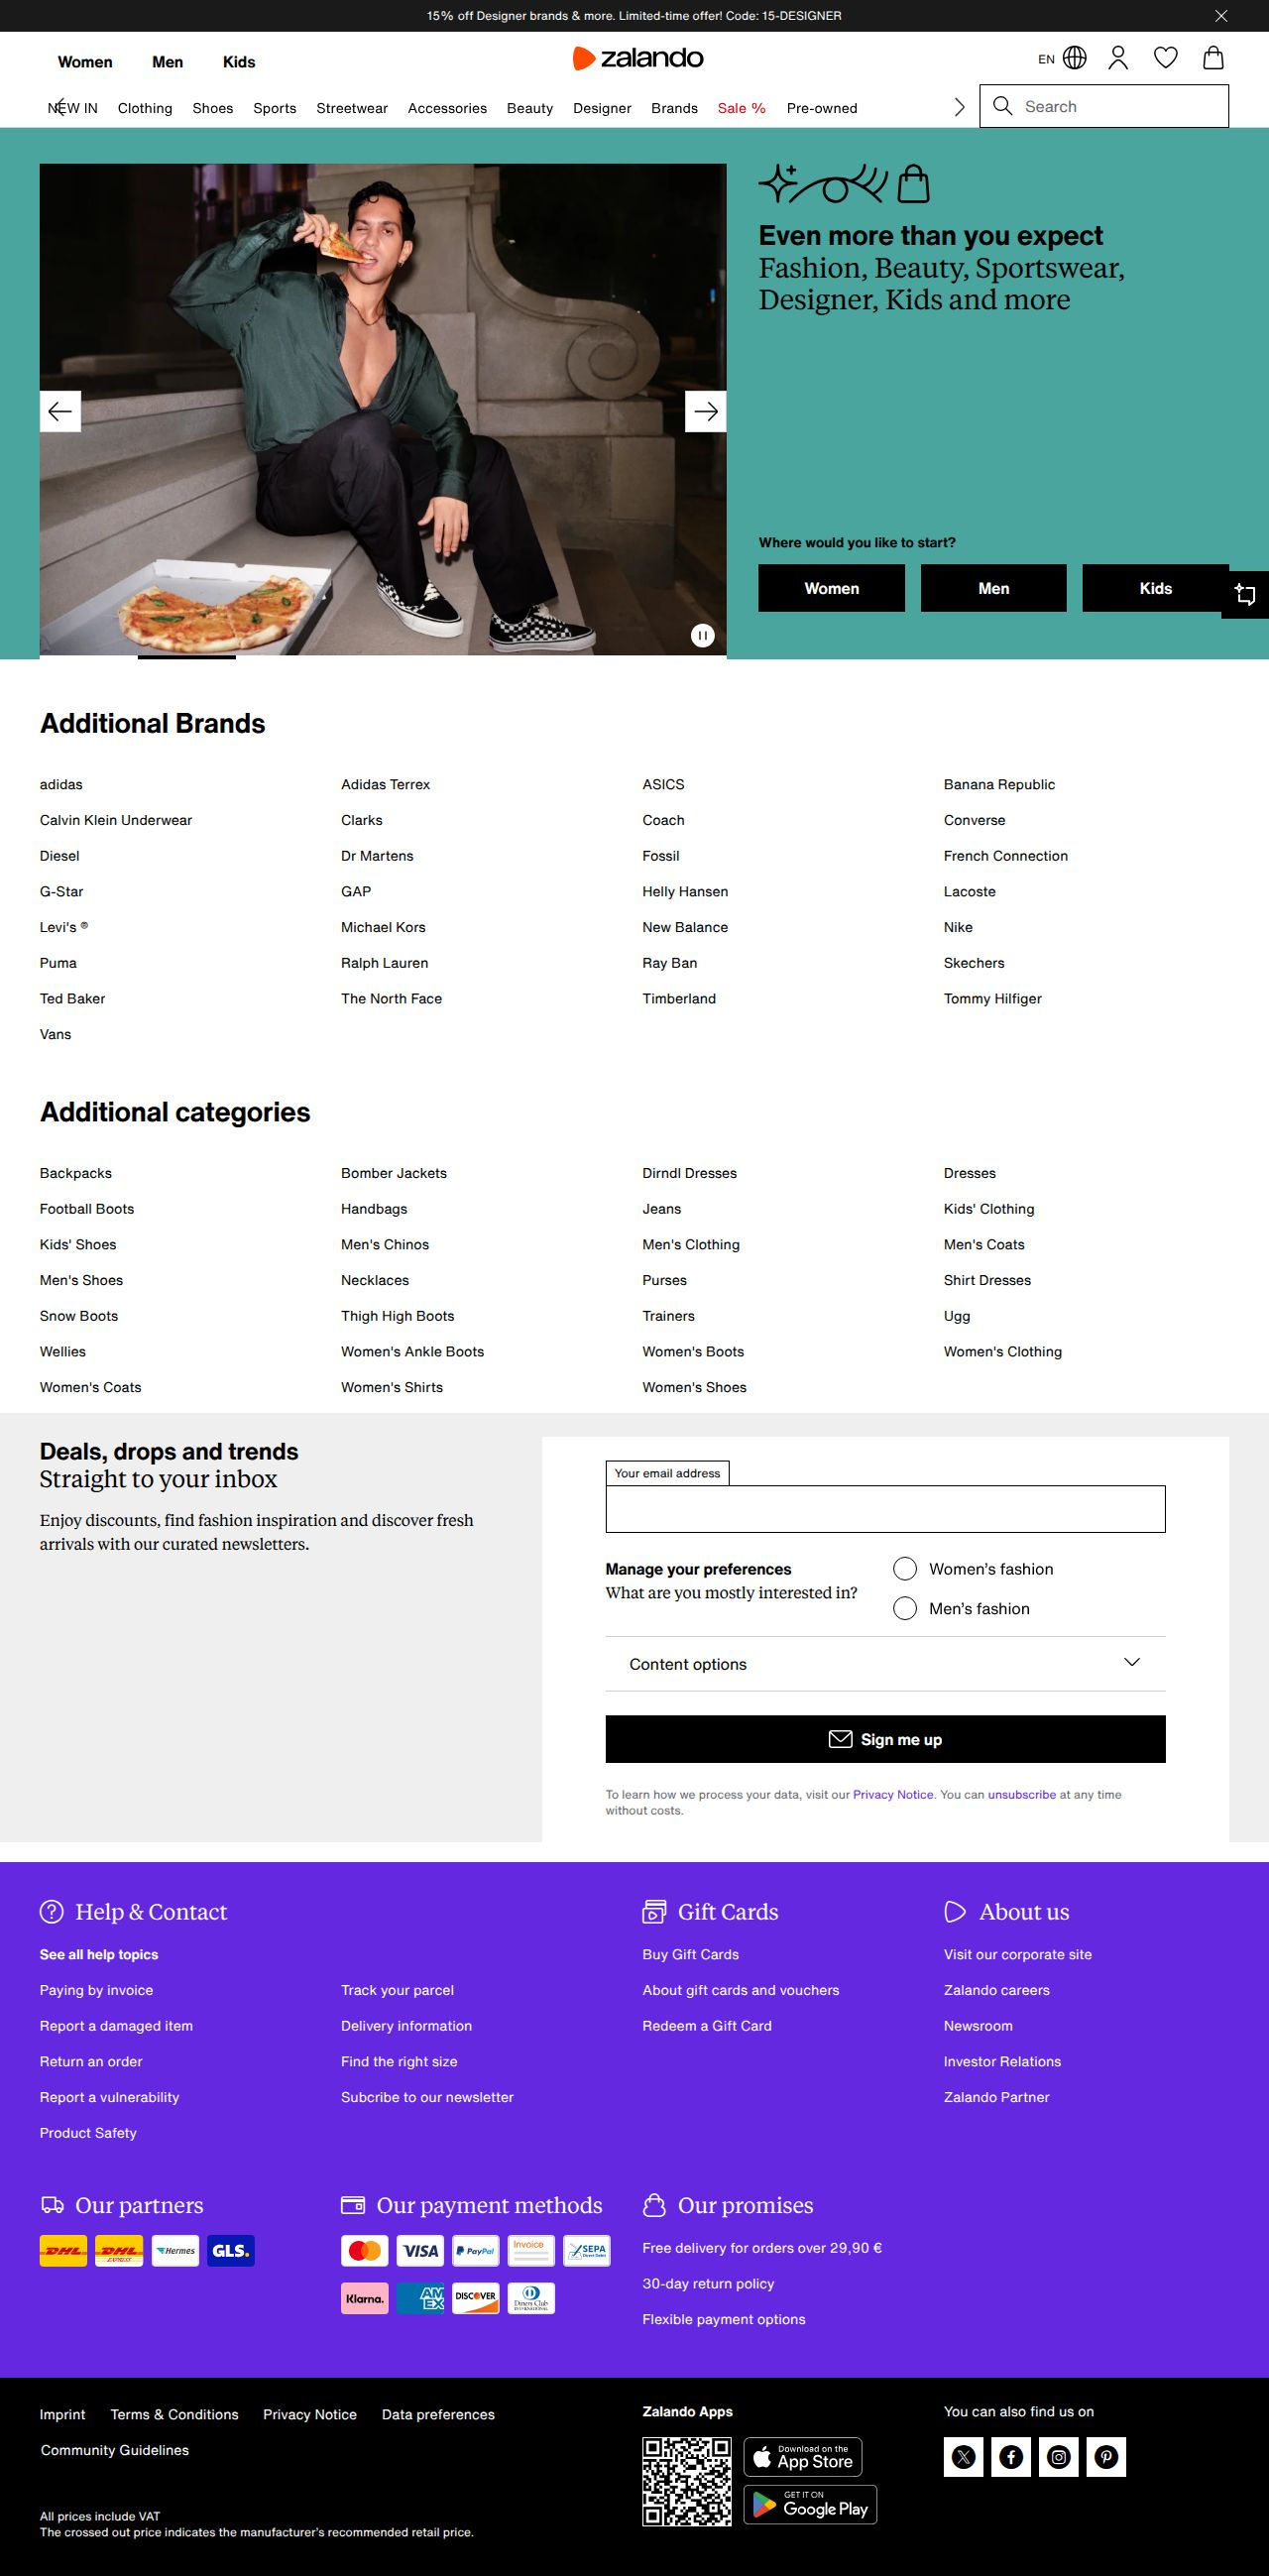 15% off Designer brands & more. Limited-time offer! Code: 15-DESIGNER
Women Men Kids
zalando
EN
NEW IN Clothing Shoes Sports Streetwear Accessories Beauty Designer Brands Sale % Pre-owned
Search
Even more than you expect
Fashion, Beauty, Sportswear,
Designer, Kids and more
Where would you like to start?
Women Men Kids
Additional Brands
adidas Adidas Terrex ASICS Banana Republic
Calvin Klein Underwear Clarks Coach Converse
Diesel Dr Martens Fossil French Connection
G-Star GAP Helly Hansen Lacoste
Levi's ® Michael Kors New Balance Nike
Puma Ralph Lauren Ray Ban Skechers
Ted Baker The North Face Timberland Tommy Hilfiger
Vans
Additional categories
Backpacks Bomber Jackets Dirndl Dresses Dresses
Football Boots Handbags Jeans Kids' Clothing
Kids' Shoes Men's Chinos Men's Clothing Men's Coats
Men's Shoes Necklaces Purses Shirt Dresses
Snow Boots Thigh High Boots Trainers Ugg
Wellies Women's Ankle Boots Women's Boots Women's Clothing
Women's Coats Women's Shirts Women's Shoes
Deals, drops and trends
Straight to your inbox
Enjoy discounts, find fashion inspiration and discover fresh
arrivals with our curated newsletters.
Your email address
Manage your preferences
What are you mostly interested in?
Women’s fashion
Men’s fashion
Content options
Sign me up
To learn how we process your data, visit our Privacy Notice. You can unsubscribe at any time
without costs.
Help & Contact
See all help topics
Paying by invoice Track your parcel
Report a damaged item Delivery information
Return an order Find the right size
Report a vulnerability Subcribe to our newsletter
Product Safety
Gift Cards
Buy Gift Cards
About gift cards and vouchers
Redeem a Gift Card
About us
Visit our corporate site
Zalando careers
Newsroom
Investor Relations
Zalando Partner
Our partners
DHL DHL EXPRESS Hermes GLS.
Our payment methods
VISA PayPal Invoice SEPA Direct Debit
Klarna. AM EX DISCOVER Diners Club INTERNATIONAL
Our promises
Free delivery for orders over 29,90 €
30-day return policy
Flexible payment options
Imprint Terms & Conditions Privacy Notice Data preferences
Community Guidelines
All prices include VAT
The crossed out price indicates the manufacturer’s recommended retail price.
Zalando Apps
Download on the
App Store
GET IT ON
Google Play
You can also find us on